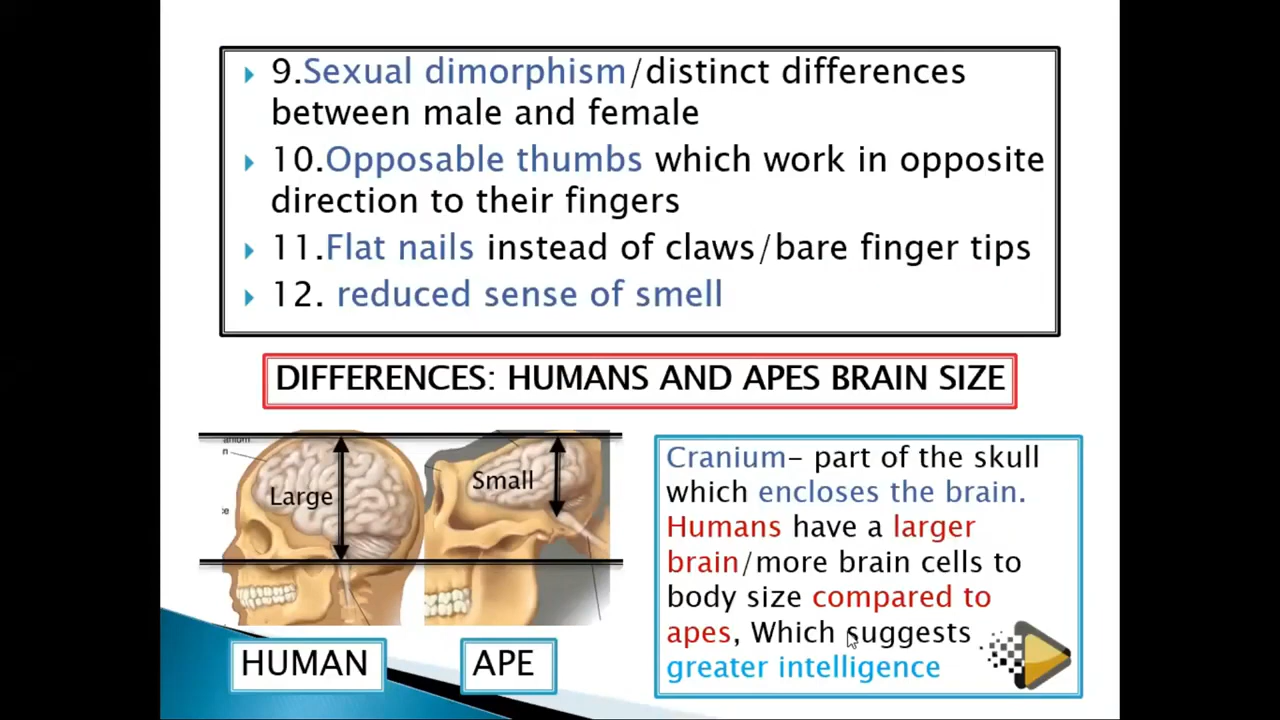 9.Sexual dimorphism/distinct differences
between male and female
10.Opposable thumbs which work in opposite
direction to their fingers
11.Flat nails instead of claws/bare finger tips
12. reduced sense of smell
DIFFERENCES: HUMANS AND APES BRAIN SIZE
Large
Small
HUMAN
APE
Cranium- part of the skull
which encloses the brain.
Humans have a larger
brain/more brain cells to
body size compared to
apes, Which suggests
greater intelligence